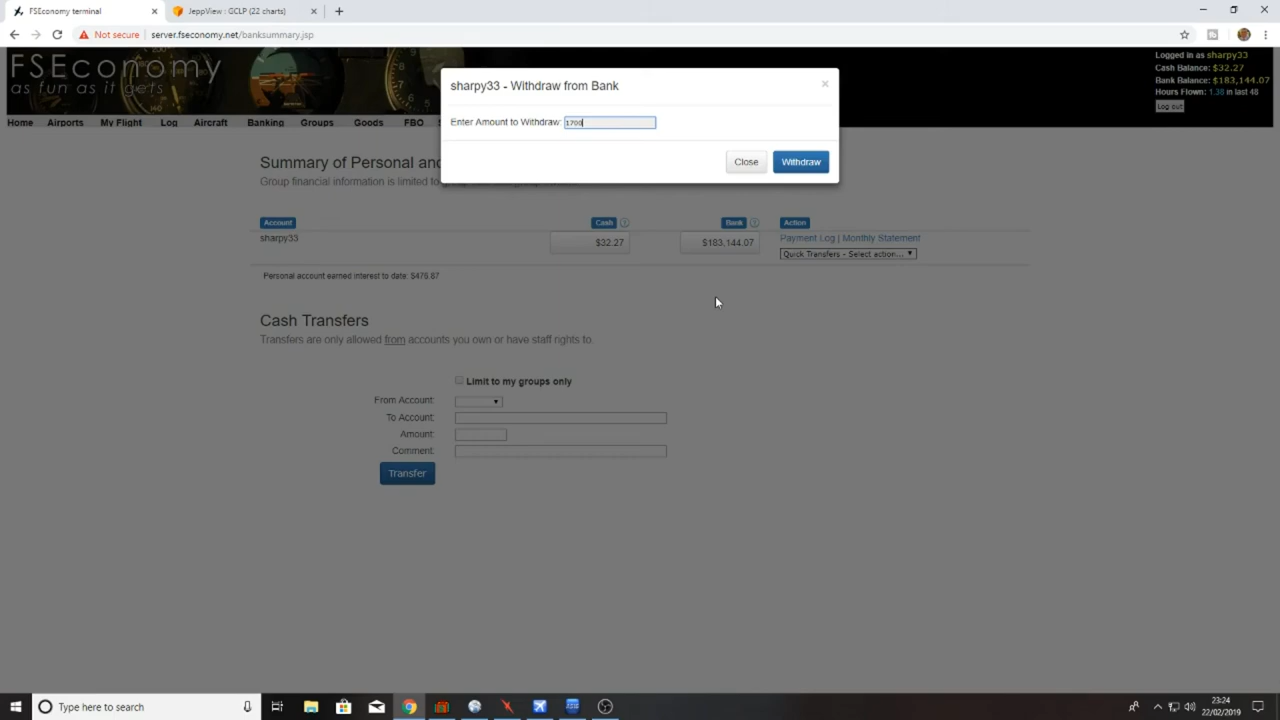 FSEconomy terminal
JeppView : GCLP (22 charts)
Not secure
server.fseconomy.net/banksummary.jsp
FSEconomy
as fun as it gets
Logged in as sharpy33
Cash Balance: $32.27
Bank Balance: $183,144.07
Hours Flown: 1.38 in last 48
Log out
sharpy33 - Withdraw from Bank
Enter Amount to Withdraw: 1700
Close
Withdraw
Home Airports My Flight Log Aircraft Banking Groups Goods FBO
Summary of Personal an
Group financial information is limited to
Account Cash Bank Action
sharpy33 $32.27 $183,144.07 Payment Log | Monthly Statement
Quick Transfers - Select action...
Personal account earned interest to date: $476.87
Cash Transfers
Transfers are only allowed from accounts you own or have staff rights to.
Limit to my groups only
From Account:
To Account:
Amount:
Comment:
Transfer
Type here to search
23:24
22/02/2019